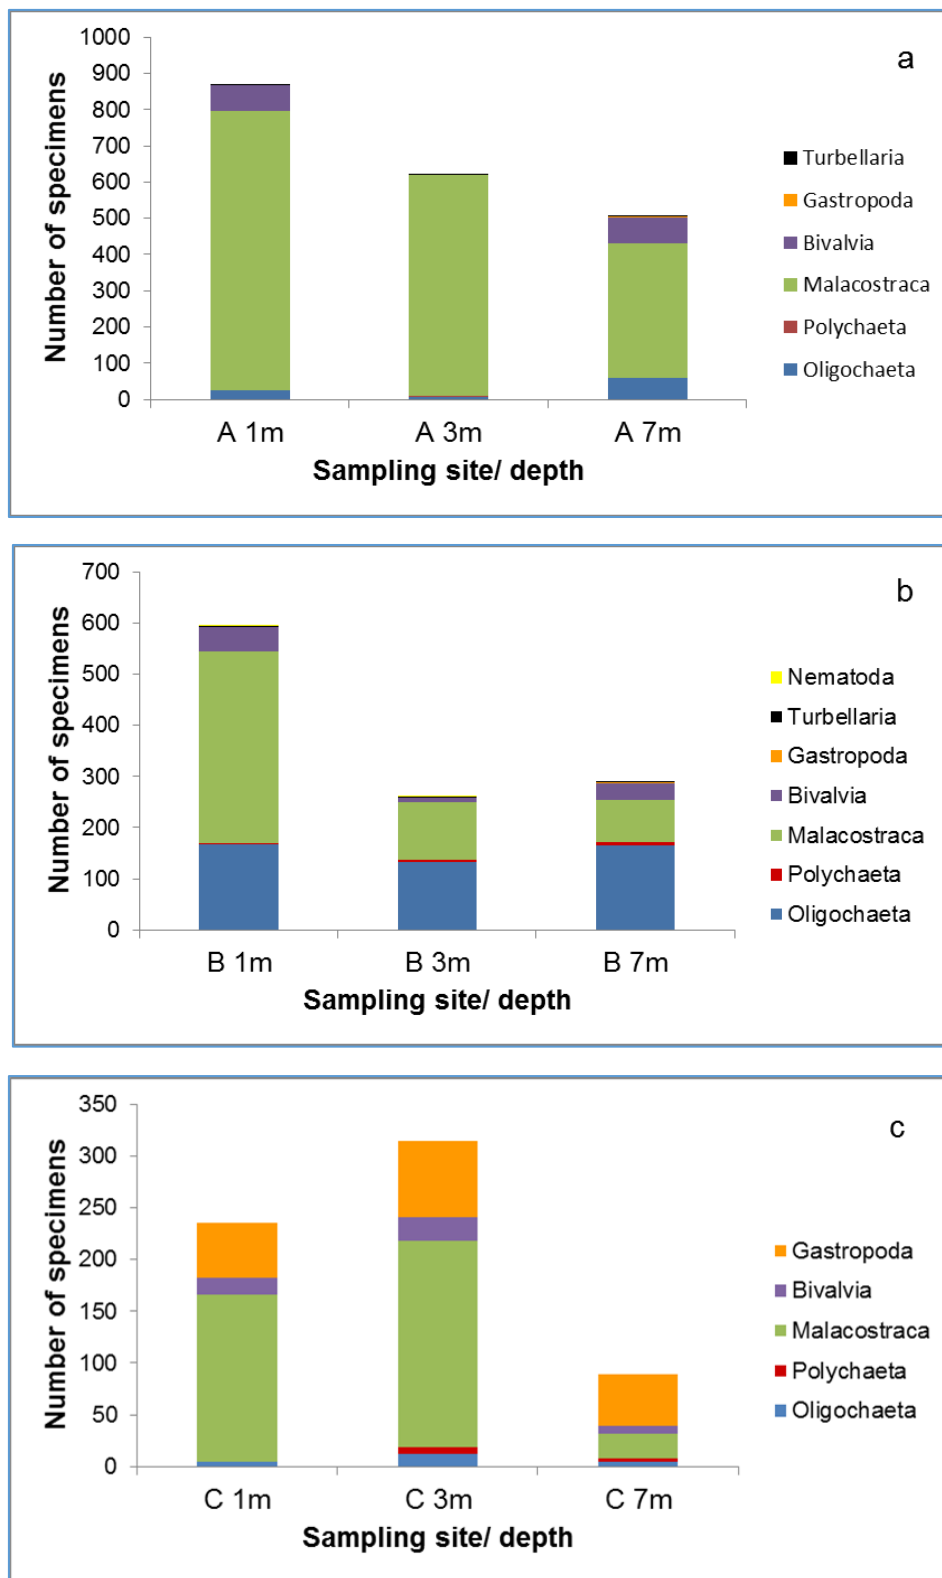 a
Number of specimens
1000
900
800
700
600
500
400
300
200
100
0
A 1m A 3m A 7m
Sampling site/ depth
Turbellaria
Gastropoda
Bivalvia
Malacostraca
Polychaeta
Oligochaeta
b
Number of specimens
700
600
500
400
300
200
100
0
B 1m B 3m B 7m
Sampling site/ depth
Nematoda
Turbellaria
Gastropoda
Bivalvia
Malacostraca
Polychaeta
Oligochaeta
c
Number of specimens
350
300
250
200
150
100
50
0
C 1m C 3m C 7m
Sampling site/ depth
Gastropoda
Bivalvia
Malacostraca
Polychaeta
Oligochaeta